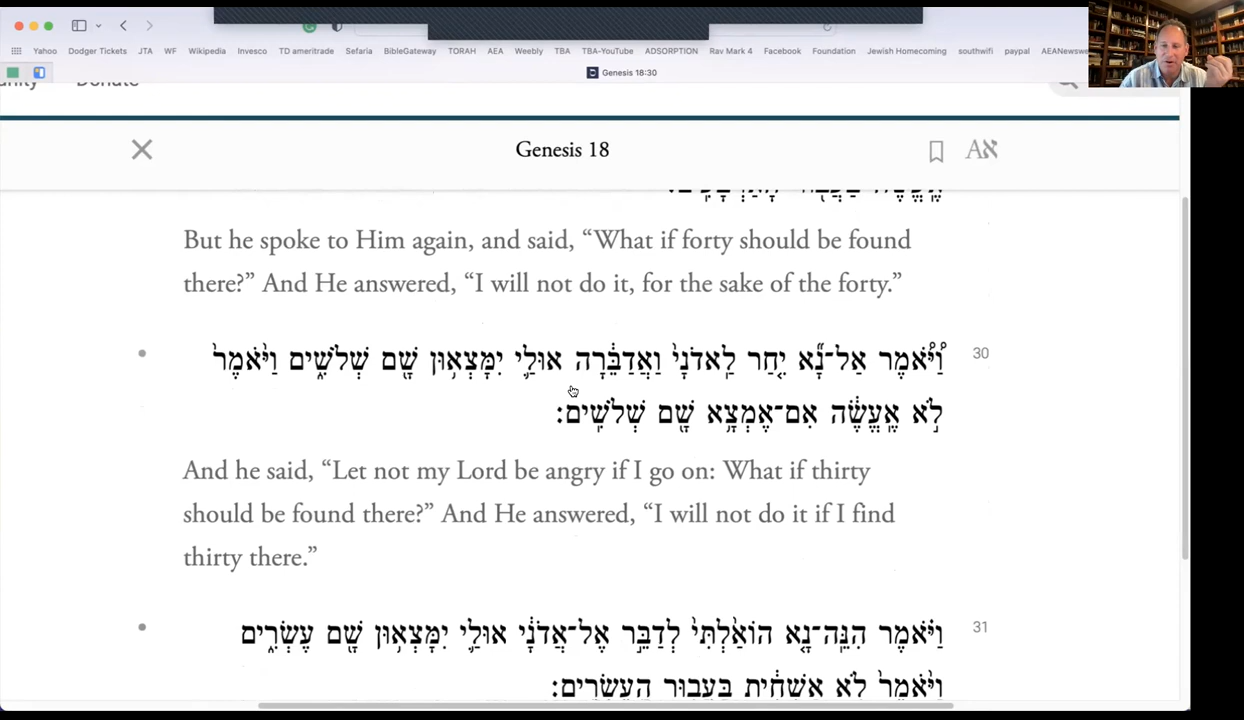 Yahoo Dodger Tickets JTA WF Wikipedia Invesco TD ameritrade Sefaria BibleGateway TORAH AEA Weebly TBA TBA-YouTube ADSORPTION Rav Mark 4 Facebook Foundation Jewish Homecoming southwifi paypal
Genesis 18:30
Donate
Genesis 18
Aא
But he spoke to Him again, and said, “What if forty should be found
there?” And He answered, “I will not do it, for the sake of the forty.”
30
וַ֠יֹּ֠אמֶר אַל־נָ֞א יִ֤חַר לַֽאדֹנָי֙ וַאֲדַבֵּ֔רָה אוּלַ֛י יִמָּצְא֥וּן שָׁ֖ם שְׁלֹשִׁ֑ים וַיֹּ֙אמֶר֙
לֹ֣א אֶֽעֱשֶׂ֔ה אִם־אֶמְצָ֥א שָׁ֖ם שְׁלֹשִֽׁים׃
And he said, “Let not my Lord be angry if I go on: What if thirty
should be found there?” And He answered, “I will not do it if I find
thirty there.”
31
וַיֹּ֗אמֶר הִנֵּֽה־נָ֤א הוֹאַ֙לְתִּי֙ לְדַבֵּ֣ר אֶל־אֲדֹנָ֔י אוּלַ֛י יִמָּצְא֥וּן שָׁ֖ם עֶשְׂרִ֑ים
וַיֹּ֙אמֶר֙ לֹ֣א אַשְׁחִ֔ית בַּעֲב֖וּר הָֽעֶשְׂרִֽים׃